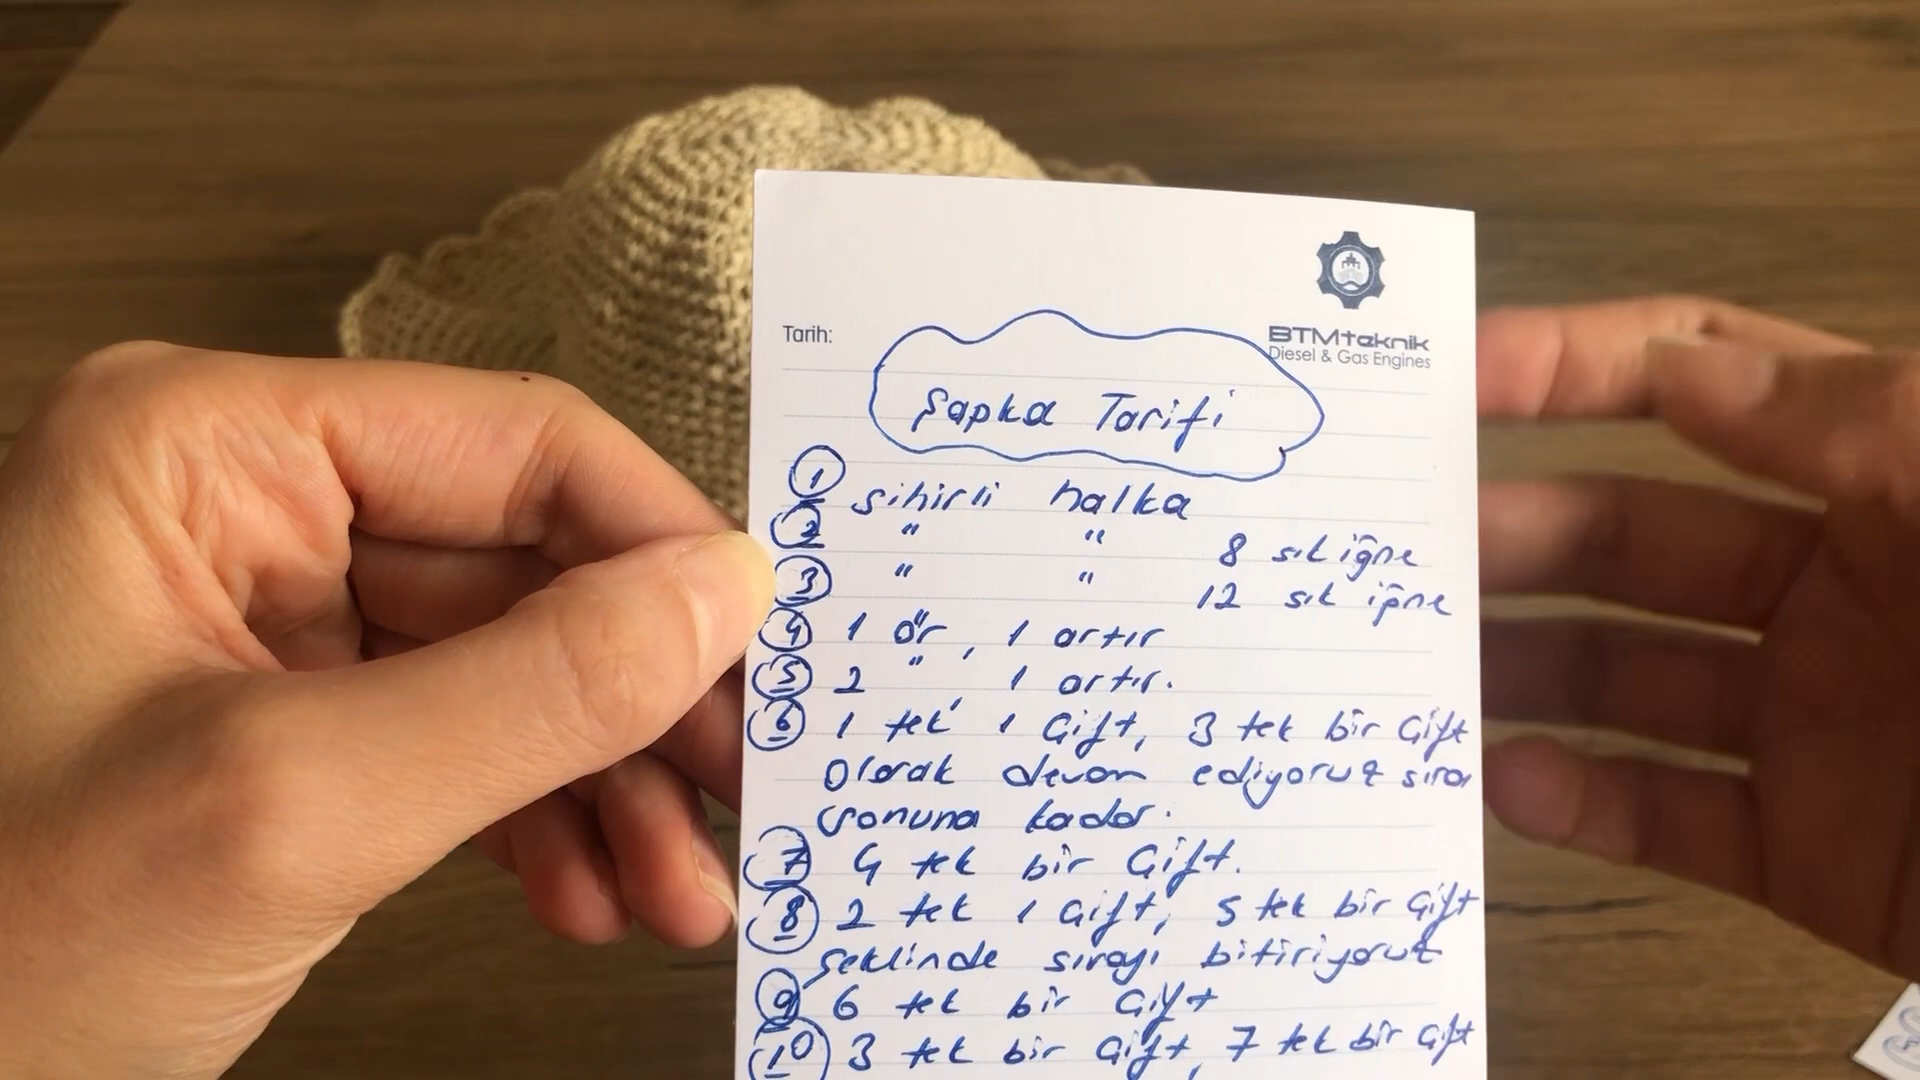 BTMteknik
Diesel & Gas Engines
Tarih:
Şapka Tarifi
1 sihirli halka
2 " " 8 sık iğne
3 " " 12 sık iğne
4 1 ör, 1 artır
5 2 ", 1 artır.
6 1 tek, 1 Çift, 3 tek bir Çift
olarak devam ediyoruz sıra
sonuna kadar.
7 4 tek bir Çift.
8 2 tek 1 Çift, 5 tek bir Çift
şeklinde sırayı bitiriyoruz
9 6 tek bir Çift
10 3 tek bir Çift, 7 tek bir Çift